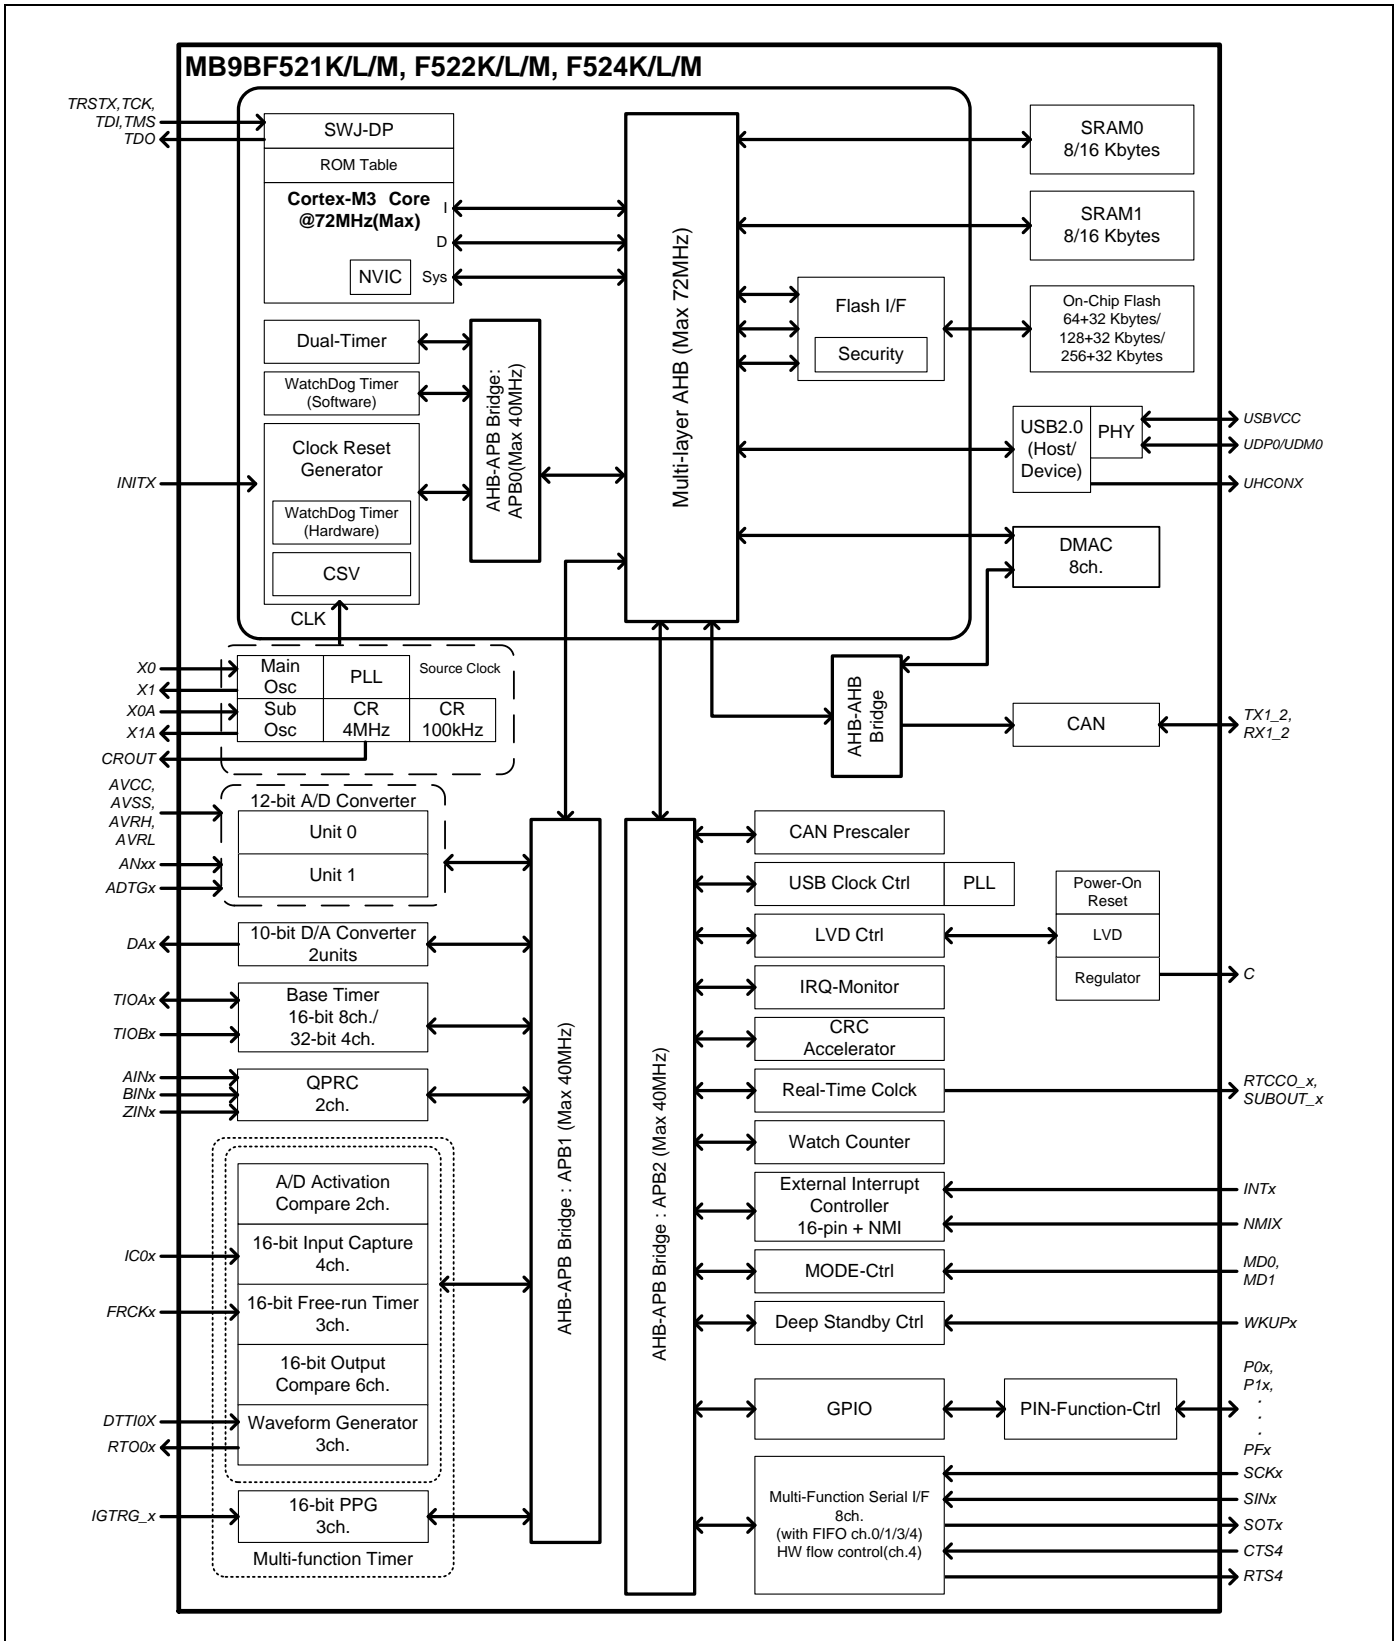 MB9BF521K/L/M, F522K/L/M, F524K/L/M
TRSTX,TCK,
TDI,TMS
TDO
SWJ-DP
ROM Table
Cortex-M3 Core
@72MHz(Max)
I
D
NVIC
Sys
Multi-layer AHB (Max 72MHz)
SRAM0
8/16 Kbytes
SRAM1
8/16 Kbytes
Flash I/F
Security
On-Chip Flash
64+32 Kbytes/
128+32 Kbytes/
256+32 Kbytes
Dual-Timer
WatchDog Timer
(Software)
AHB-APB Bridge:
APB0(Max 40MHz)
INITX
Clock Reset
Generator
WatchDog Timer
(Hardware)
CSV
CLK
USB2.0
(Host/
Device)
PHY
USBVCC
UDP0/UDM0
UHCONX
DMAC
8ch.
X0
X1
X0A
X1A
CROUT
Main
Osc
PLL
Source Clock
Sub
Osc
CR
4MHz
CR
100kHz
AHB-AHB
Bridge
CAN
TX1_2,
RX1_2
AVCC,
AVSS,
AVRH,
AVRL
ANxx
ADTGx
12-bit A/D Converter
Unit 0
Unit 1
DAx
10-bit D/A Converter
2units
TIOAx
TIOBx
Base Timer
16-bit 8ch./
32-bit 4ch.
AINx
BINx
ZINx
QPRC
2ch.
A/D Activation
Compare 2ch.
IC0x
16-bit Input Capture
4ch.
FRCKx
16-bit Free-run Timer
3ch.
16-bit Output
Compare 6ch.
DTTI0X
RTO0x
Waveform Generator
3ch.
IGTRG_x
16-bit PPG
3ch.
Multi-function Timer
AHB-APB Bridge : APB1 (Max 40MHz)
AHB-APB Bridge : APB2 (Max 40MHz)
CAN Prescaler
USB Clock Ctrl
PLL
LVD Ctrl
Power-On
Reset
LVD
Regulator
C
IRQ-Monitor
CRC
Accelerator
Real-Time Colck
RTCCO_x,
SUBOUT_x
Watch Counter
External Interrupt
Controller
16-pin + NMI
INTx
NMIX
MODE-Ctrl
MD0,
MD1
Deep Standby Ctrl
WKUPx
GPIO
PIN-Function-Ctrl
P0x,
P1x,
.
.
.
PFx
Multi-Function Serial I/F
8ch.
(with FIFO ch.0/1/3/4)
HW flow control(ch.4)
SCKx
SINx
SOTx
CTS4
RTS4